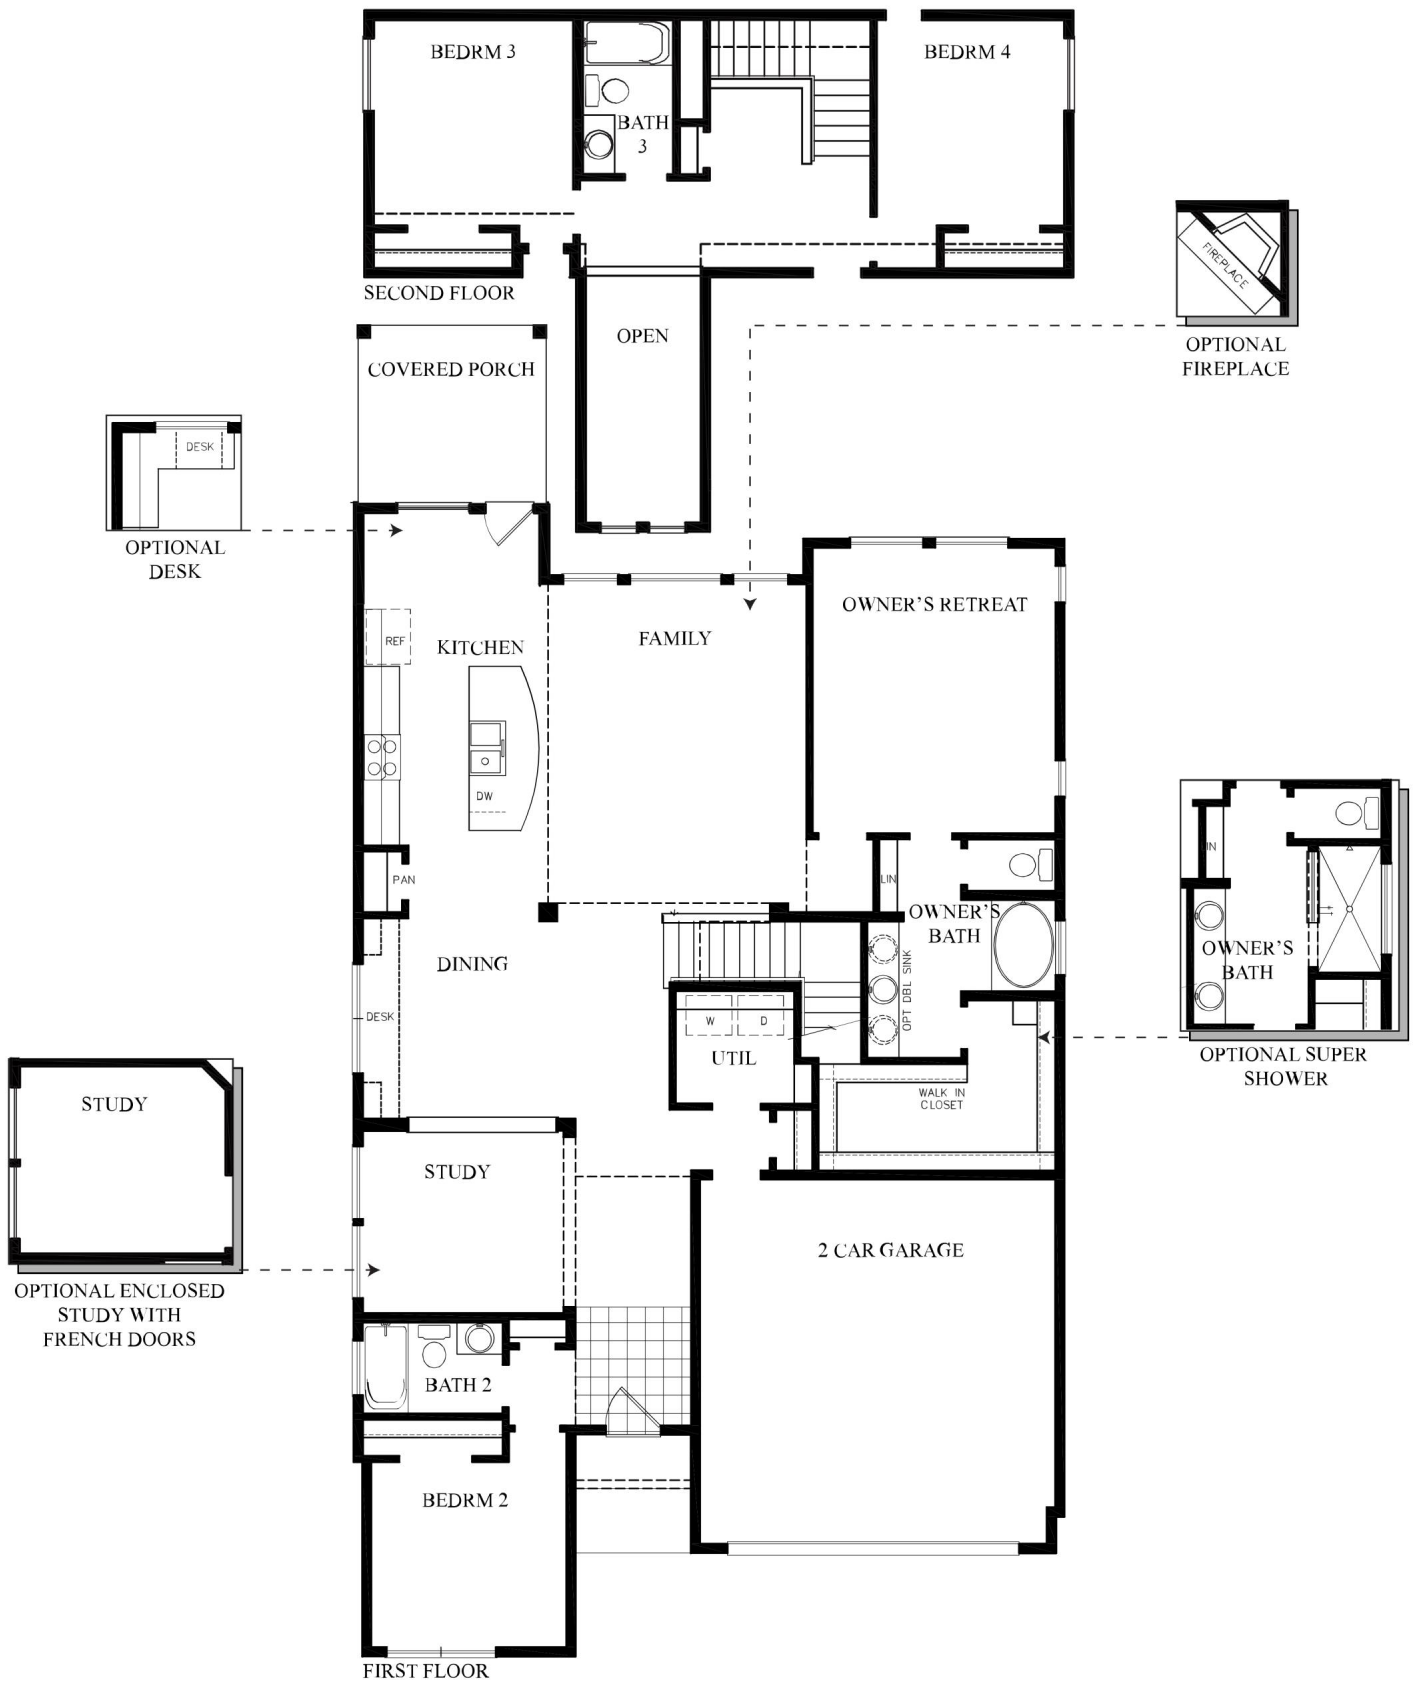 BEDRM 3
BEDRM 4
BATH
3
SECOND FLOOR
OPEN
FIREPLACE
OPTIONAL
FIREPLACE
COVERED PORCH
DESK
OPTIONAL
DESK
OWNER'S RETREAT
FAMILY
REF
KITCHEN
DW
PAN
LIN
OWNER'S
BATH
OPT DBL SINK
IN
OWNER'S
BATH
OPTIONAL SUPER
SHOWER
DINING
DESK
W
D
UTIL
WALK IN
CLOSET
STUDY
OPTIONAL ENCLOSED
STUDY WITH
FRENCH DOORS
STUDY
2 CAR GARAGE
BATH 2
BEDRM 2
FIRST FLOOR